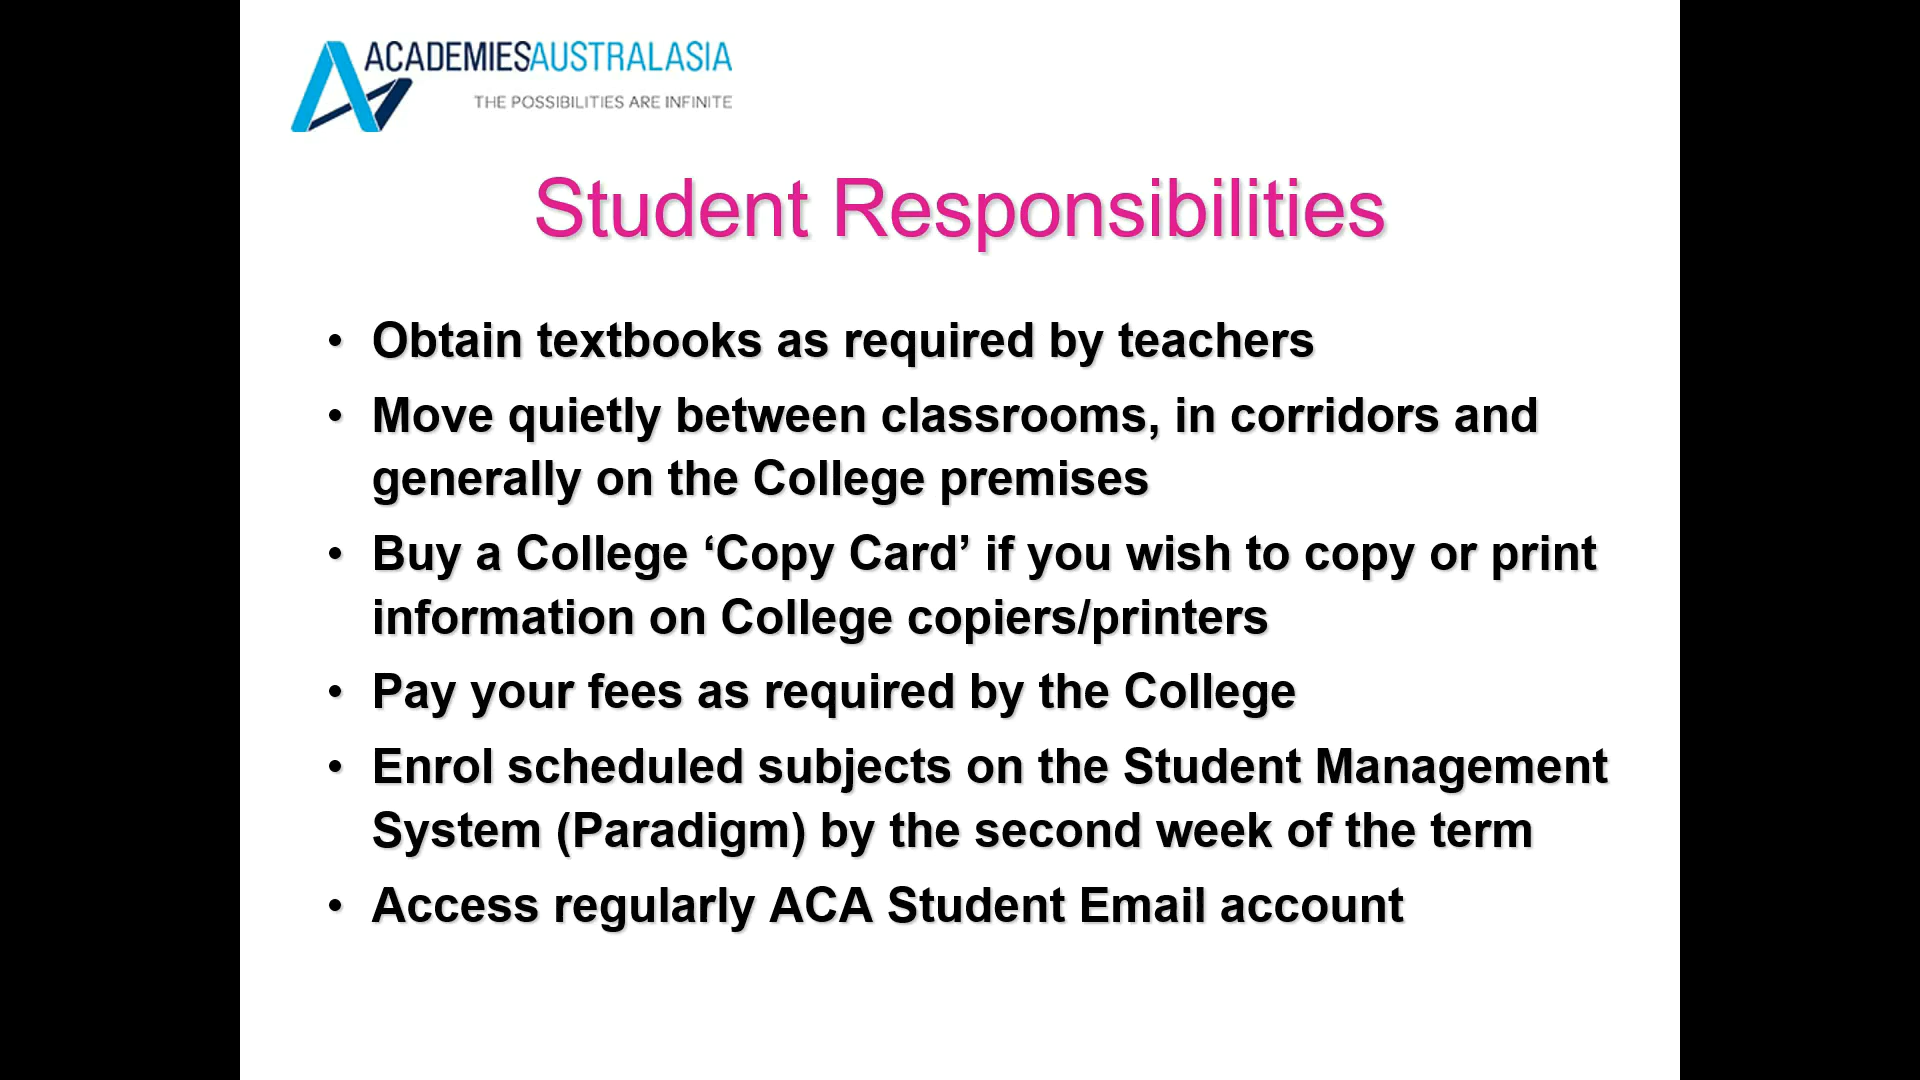 ACADEMIESAUSTRALASIA
THE POSSIBILITIES ARE INFINITE
Student Responsibilities
• Obtain textbooks as required by teachers
• Move quietly between classrooms, in corridors and
generally on the College premises
• Buy a College ‘Copy Card’ if you wish to copy or print
information on College copiers/printers
• Pay your fees as required by the College
• Enrol scheduled subjects on the Student Management
System (Paradigm) by the second week of the term
• Access regularly ACA Student Email account